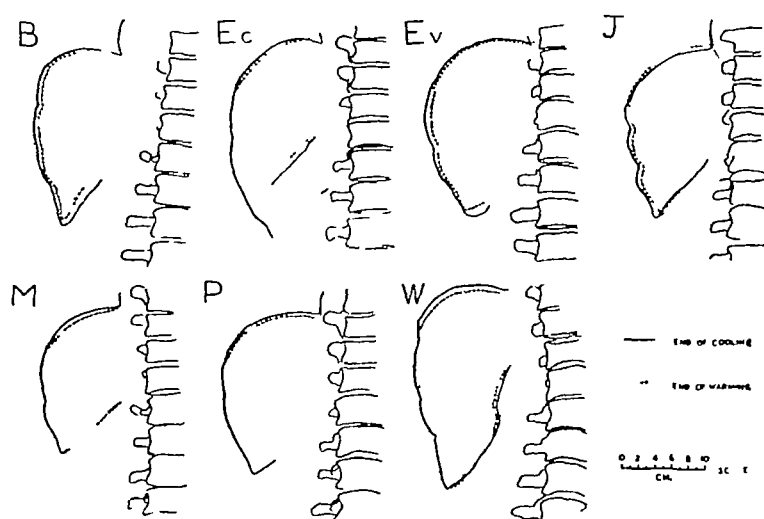 B Ec Ev J
M P W
END OF COOLING
END OF WARMING
0 2 4 6 8 10
CM.